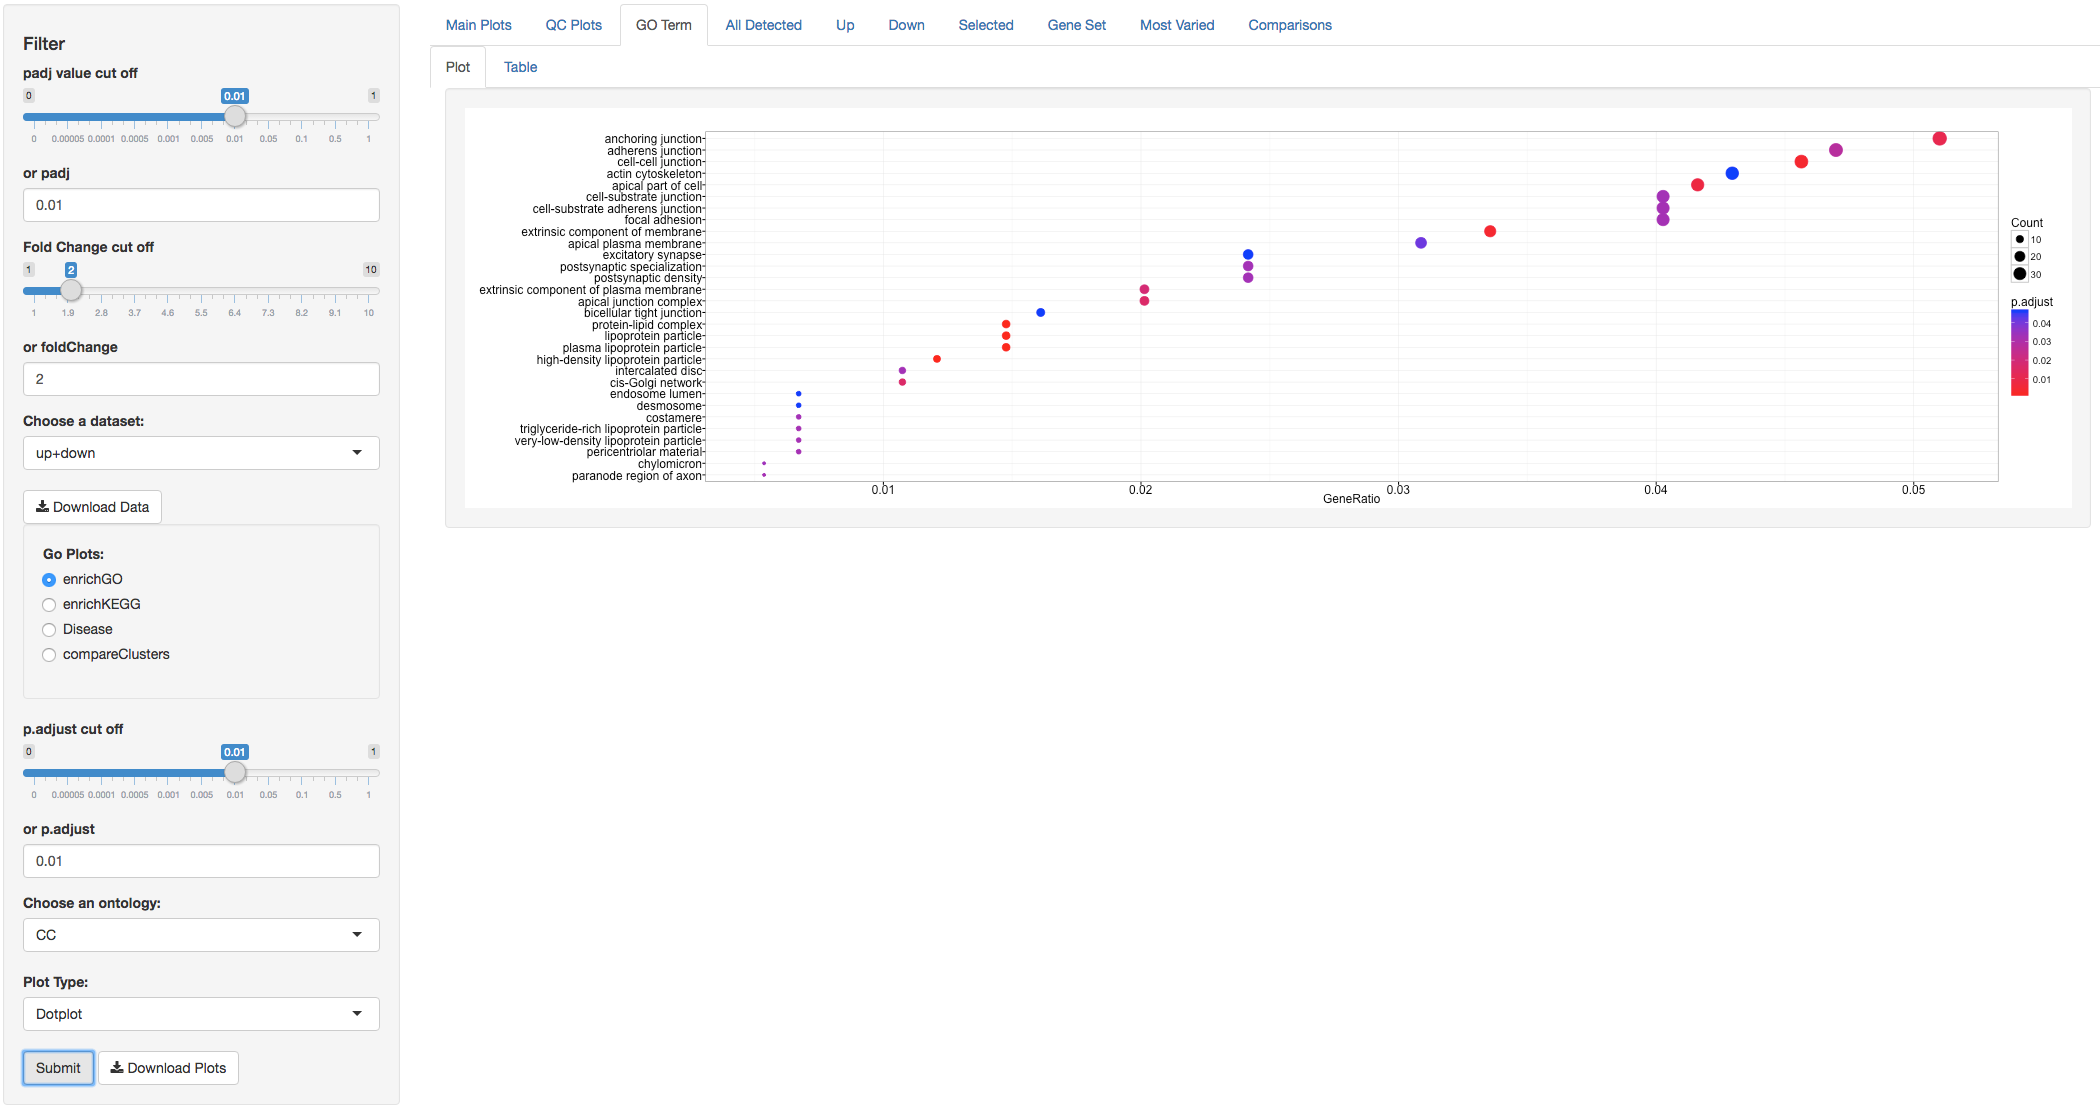 Filter
padj value cut off
0 0.01 1
0 0.00005 0.0001 0.0005 0.001 0.005 0.01 0.05 0.1 0.5 1
or padj
0.01
Fold Change cut off
1 2 10
1 1.9 2.8 3.7 4.6 5.5 6.4 7.3 8.2 9.1 10
or foldChange
2
Choose a dataset:
up+down
Download Data
Go Plots:
enrichGO
enrichKEGG
Disease
compareClusters
p.adjust cut off
0 0.01 1
0 0.00005 0.0001 0.0005 0.001 0.005 0.01 0.05 0.1 0.5 1
or p.adjust
0.01
Choose an ontology:
CC
Plot Type:
Dotplot
Submit Download Plots
Main Plots QC Plots GO Term All Detected Up Down Selected Gene Set Most Varied Comparisons
Plot Table
anchoring junction
adherens junction
cell-cell junction
actin cytoskeleton
apical part of cell
cell-substrate junction
cell-substrate adherens junction
focal adhesion
extrinsic component of membrane
apical plasma membrane
excitatory synapse
postsynaptic specialization
postsynaptic density
extrinsic component of plasma membrane
apical junction complex
bicellular tight junction
protein-lipid complex
lipoprotein particle
plasma lipoprotein particle
high-density lipoprotein particle
intercalated disc
cis-Golgi network
endosome lumen
desmosome
costamere
triglyceride-rich lipoprotein particle
very-low-density lipoprotein particle
pericentriolar material
chylomicron
paranode region of axon
0.01 0.02 0.03 0.04 0.05
GeneRatio
Count
10
20
30
p.adjust
0.04
0.03
0.02
0.01